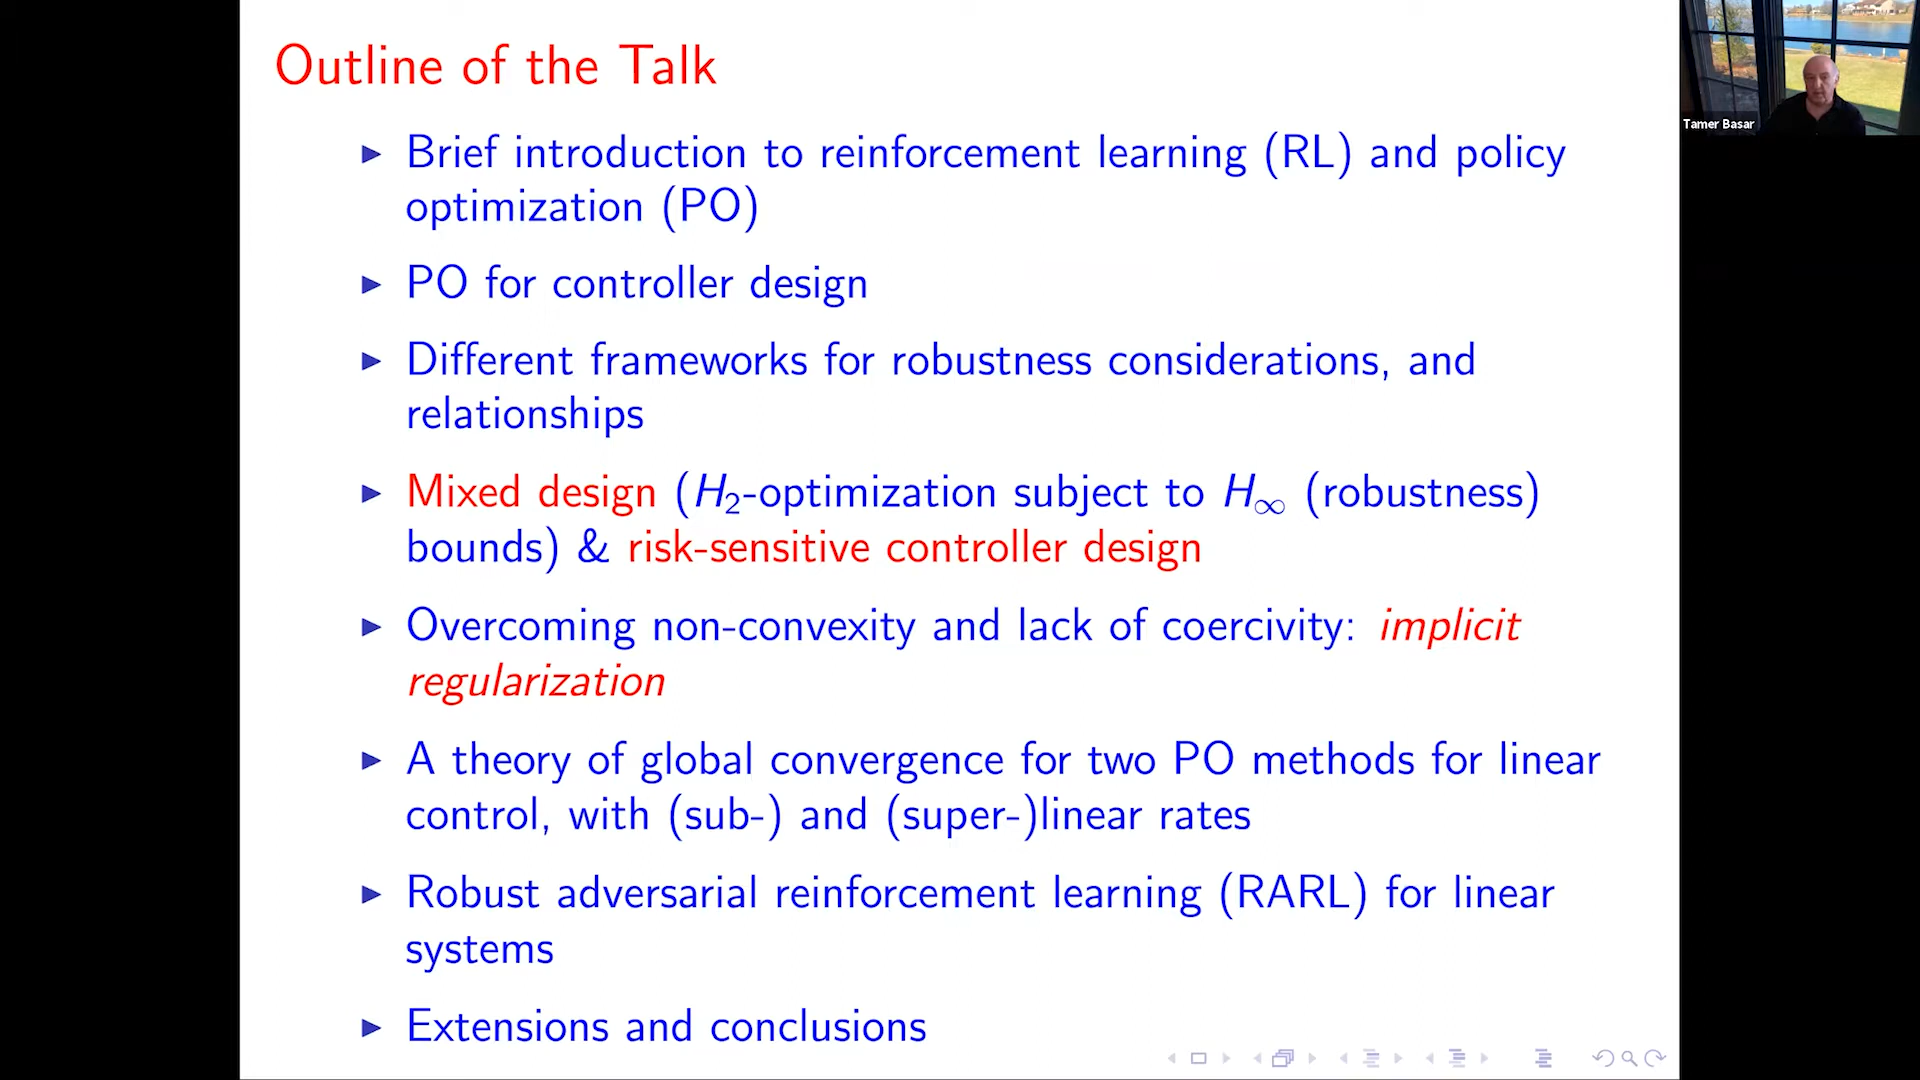 Outline of the Talk
Tamer Basar
Brief introduction to reinforcement learning (RL) and policy
optimization (PO)
PO for controller design
Different frameworks for robustness considerations, and
relationships
Mixed design (H₂-optimization subject to H∞ (robustness)
bounds) & risk-sensitive controller design
Overcoming non-convexity and lack of coercivity: implicit
regularization
A theory of global convergence for two PO methods for linear
control, with (sub-) and (super-)linear rates
Robust adversarial reinforcement learning (RARL) for linear
systems
Extensions and conclusions